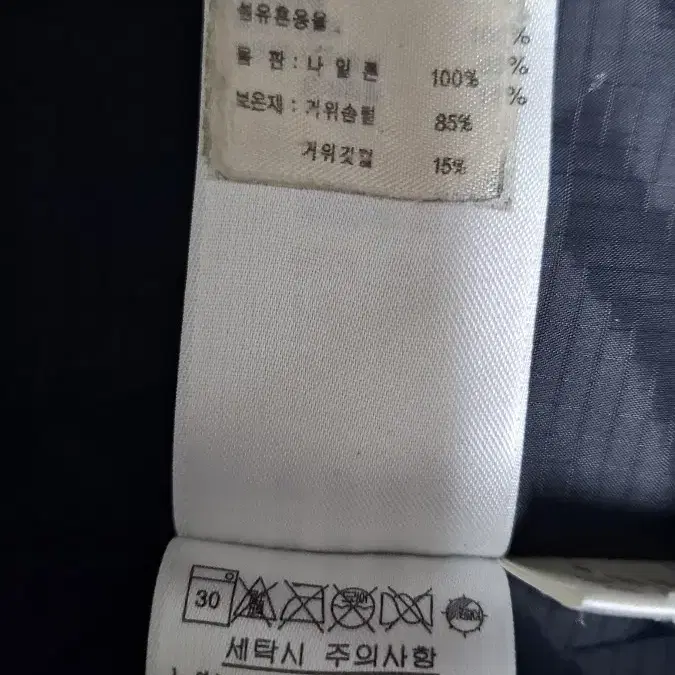 섬유혼용율
%
겉 판 : 나 일 론 100% %
보온재 : 거위솜털 85% %
거위깃털 15%
30
세탁시 주의사항